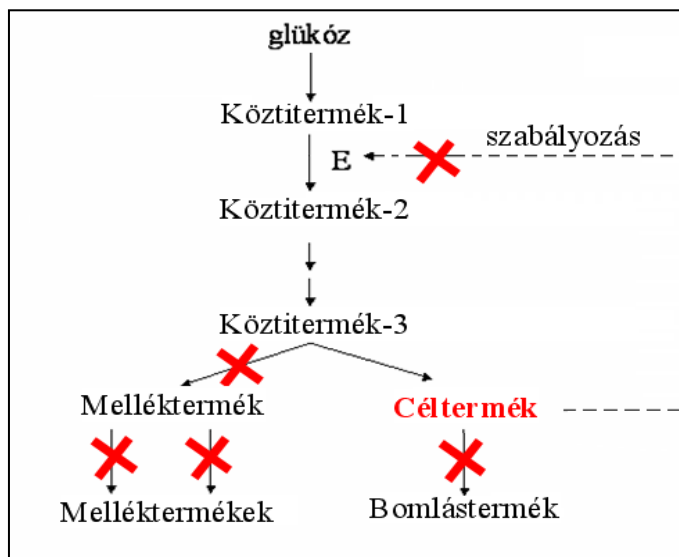 glükóz
Köztitermék-1
szabályozás
E
Köztitermék-2
Köztitermék-3
Melléktermék
Céltermék
Melléktermékek
Bomlástermék